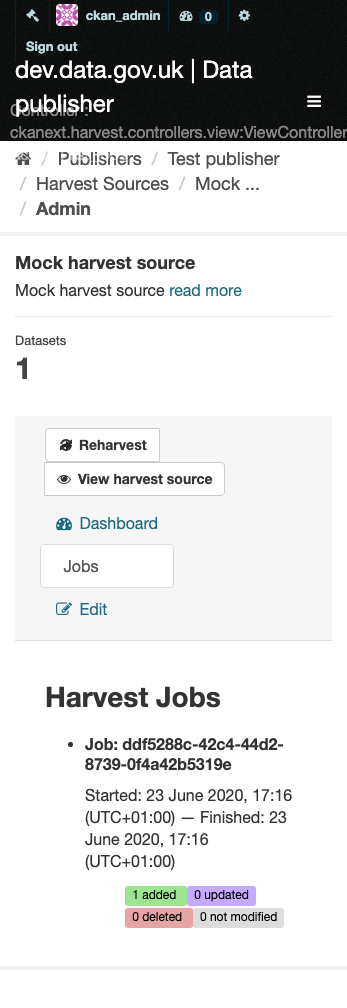 ckan_admin 0
Sign out
dev.data.gov.uk | Data
publisher
Controller :
ckanext.harvest.controllers.view:ViewController
/ Publishers / Test publisher
/ Harvest Sources / Mock ...
/ Admin
Mock harvest source
Mock harvest source read more
Datasets
1
Reharvest
View harvest source
Dashboard
Jobs
Edit
Harvest Jobs
• Job: ddf5288c-42c4-44d2-
8739-0f4a42b5319e
Started: 23 June 2020, 17:16
(UTC+01:00) — Finished: 23
June 2020, 17:16
(UTC+01:00)
1 added 0 updated
0 deleted 0 not modified